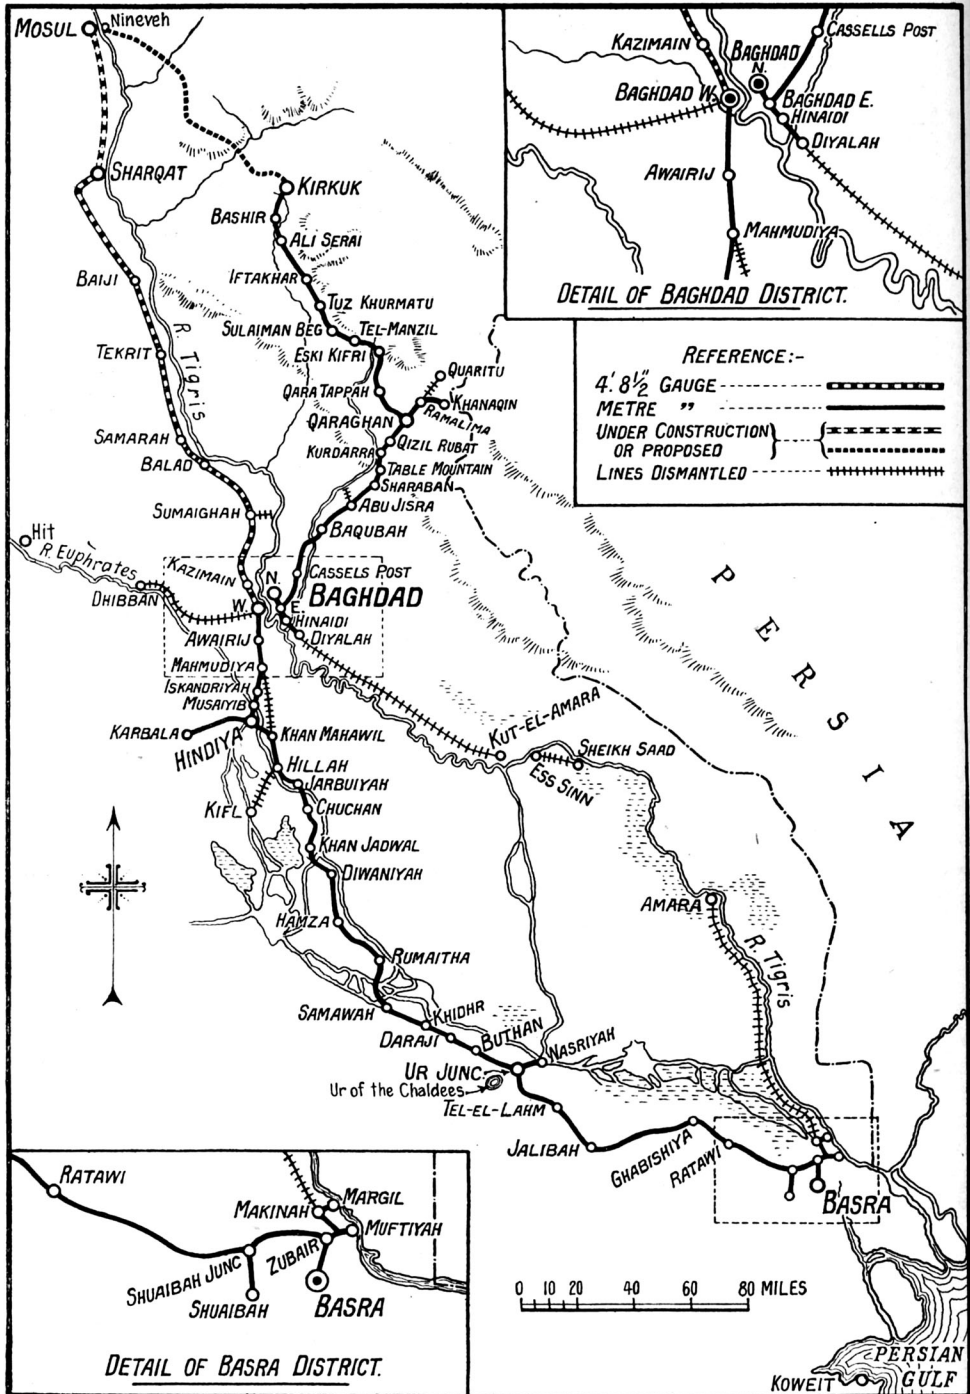 MOSUL
Nineveh
SHARQAT
KIRKUK
BASHIR
ALI SERAI
BAIJI
IFTAKHAR
TUZ KHURMATU
SULAIMAN BEG
TEL-MANZIL
R. Tigris
TEKRIT
ESKI KIFRI
QUARITU
QARA TAPPAH
KHANAQIN
RAMALIMA
QARAGHAN
SAMARAH
QIZIL RUBAT
KURDARRA
BALAD
TABLE MOUNTAIN
SHARABAN
ABU JISRA
SUMAIGHAH
BAQUBAH
Hit
R. Euphrates
KAZIMAIN
CASSELS POST
DHIBBAN
N.
BAGHDAD
W.
E.
HINAIDI
DIYALAH
AWAIRIJ
MAHMUDIYA
ISKANDRIYAH
MUSAIYIB
KARBALA
HINDIYA
KHAN MAHAWIL
KUT-EL-AMARA
SHEIKH SAAD
ESS SINN
HILLAH
JARBUIYAH
KIFL
CHUCHAN
KHAN JADWAL
DIWANIYAH
HAMZA
AMARA
R. Tigris
RUMAITHA
SAMAWAH
KHIDHR
DARAJI
BUTHAN
NASRIYAH
UR JUNC.
Ur of the Chaldees
TEL-EL-LAHM
JALIBAH
GHABISHIYA
RATAWI
BASRA
PERSIA
0 20 40 60 80 MILES
PERSIAN
GULF
KOWEIT
KAZIMAIN
BAGHDAD
N.
CASSELLS POST
BAGHDAD W.
BAGHDAD E.
HINAIDI
DIYALAH
AWAIRIJ
MAHMUDIYA
DETAIL OF BAGHDAD DISTRICT.
REFERENCE:-
4'. 8½" GAUGE
METRE "
UNDER CONSTRUCTION
OR PROPOSED
LINES DISMANTLED
RATAWI
MAKINAH
MARGIL
MUFTIYAH
SHUAIBAH JUNC
ZUBAIR
SHUAIBAH
BASRA
DETAIL OF BASRA DISTRICT.